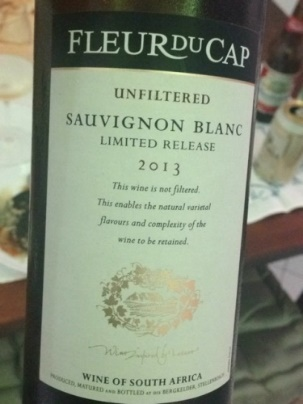 FLEUR DU CAP
UNFILTERED
SAUVIGNON BLANC
LIMITED RELEASE
2013
This wine is not filtered.
This enables the natural varietal
flavours and complexity of the
wine to be retained.
WINE OF SOUTH AFRICA
PRODUCED, MATURED AND BOTTLED AT DIE BERGKELDER, STELLENBOSCH